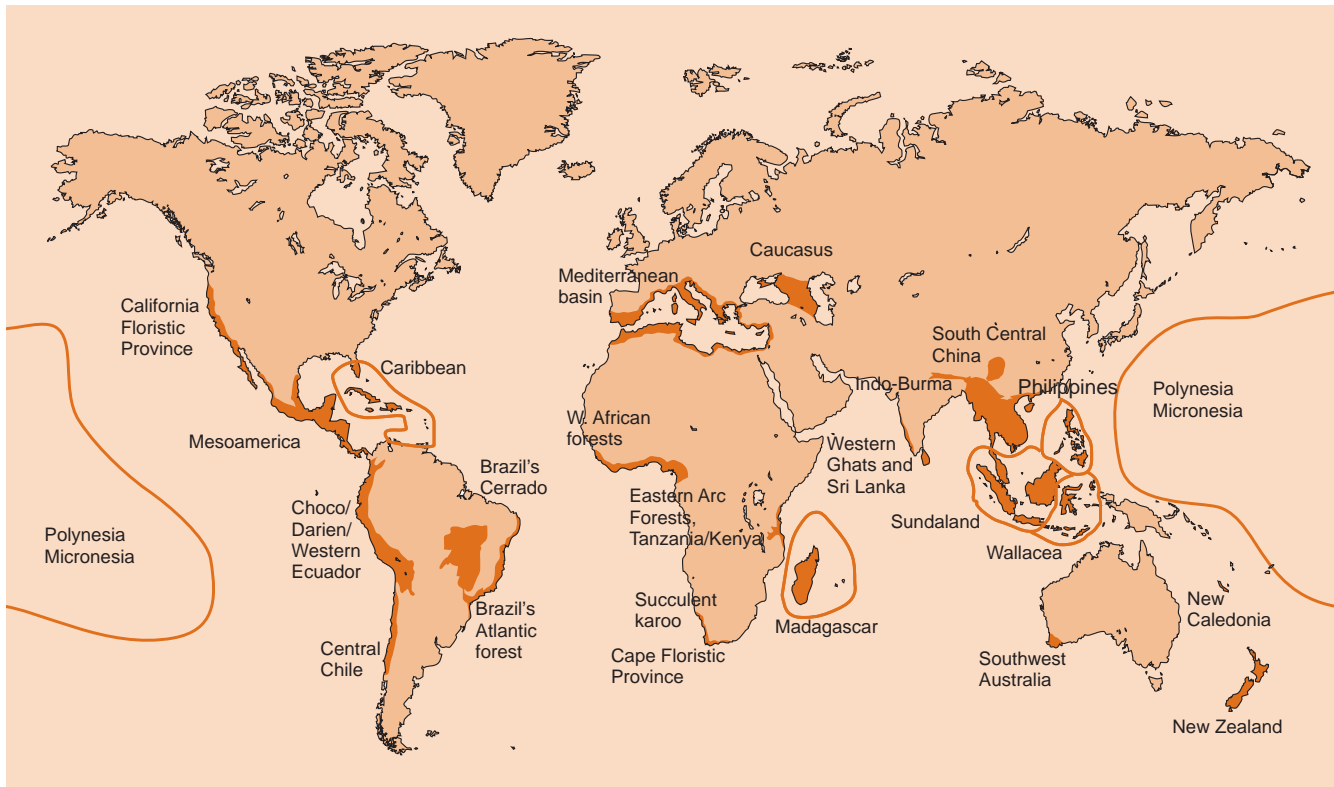 Caucasus
Mediterranean
basin
California
Floristic
Province
South Central
China
Caribbean
Indo-Burma
Philippines
Polynesia
Micronesia
Mesoamerica
W. African
forests
Western
Ghats and
Sri Lanka
Brazil's
Cerrado
Eastern Arc
Forests,
Tanzania/Kenya
Choco/
Darien/
Western
Ecuador
Sundaland
Polynesia
Micronesia
Wallacea
Succulent
karoo
Madagascar
New
Caledonia
Brazil's
Atlantic
forest
Central
Chile
Cape Floristic
Province
Southwest
Australia
New Zealand